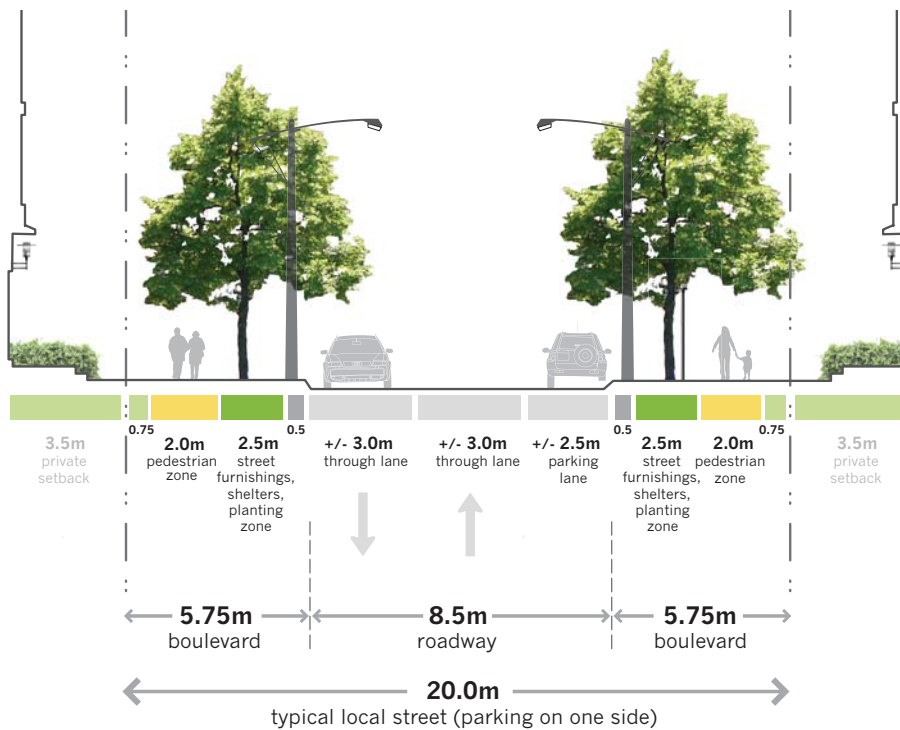 0.75
0.5
0.5
0.75
3.5m
private
setback
2.0m
pedestrian
zone
2.5m
street
furnishings,
shelters,
planting
zone
+/- 3.0m
through lane
+/- 3.0m
through lane
+/- 2.5m
parking
lane
2.5m
street
furnishings,
shelters,
planting
zone
2.0m
pedestrian
zone
3.5m
private
setback
5.75m
boulevard
8.5m
roadway
5.75m
boulevard
20.0m
typical local street (parking on one side)